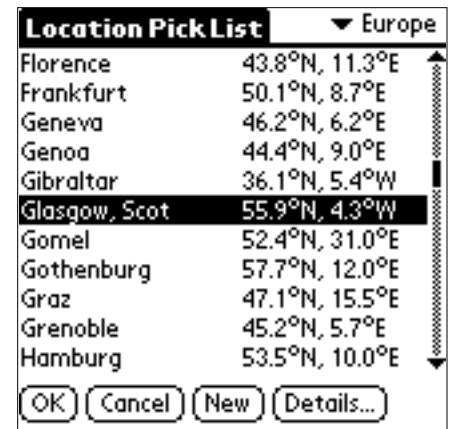 Location Pick List Europe
Florence 43.8°N, 11.3°E
Frankfurt 50.1°N, 8.7°E
Geneva 46.2°N, 6.2°E
Genoa 44.4°N, 9.0°E
Gibraltar 36.1°N, 5.4°W
Glasgow, Scot 55.9°N, 4.3°W
Gomel 52.4°N, 31.0°E
Gothenburg 57.7°N, 12.0°E
Graz 47.1°N, 15.5°E
Grenoble 45.2°N, 5.7°E
Hamburg 53.5°N, 10.0°E
OK Cancel New Details...